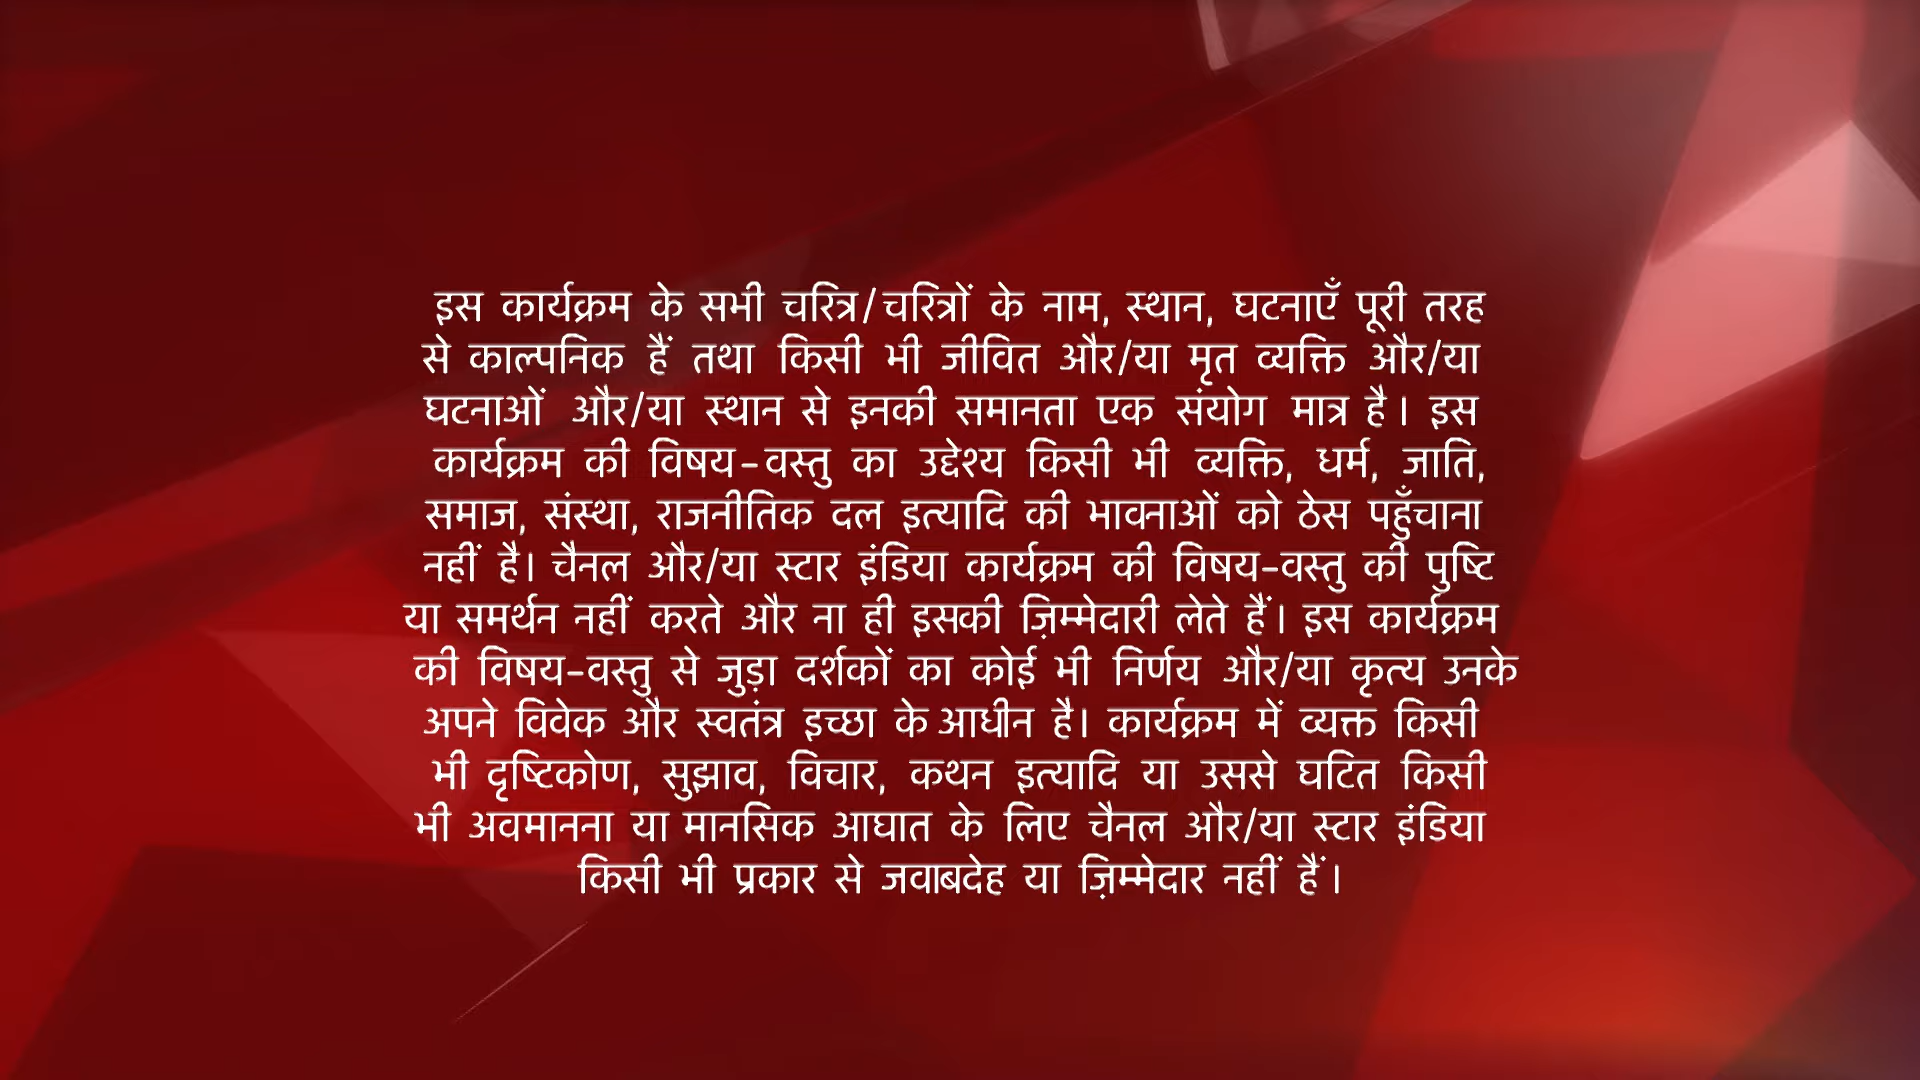 इस कार्यक्रम के सभी चरित्र/चरित्रों के नाम, स्थान, घटनाएँ पूरी तरह
से काल्पनिक हैं तथा किसी भी जीवित और/या मृत व्यक्ति और/या
घटनाओं और/या स्थान से इनकी समानता एक संयोग मात्र है। इस
कार्यक्रम की विषय-वस्तु का उद्देश्य किसी भी व्यक्ति, धर्म, जाति,
समाज, संस्था, राजनीतिक दल इत्यादि की भावनाओं को ठेस पहुँचाना
नहीं है। चैनल और/या स्टार इंडिया कार्यक्रम की विषय-वस्तु की पुष्टि
या समर्थन नहीं करते और ना ही इसकी ज़िम्मेदारी लेते हैं। इस कार्यक्रम
की विषय-वस्तु से जुड़ा दर्शकों का कोई भी निर्णय और/या कृत्य उनके
अपने विवेक और स्वतंत्र इच्छा के आधीन है। कार्यक्रम में व्यक्त किसी
भी दृष्टिकोण, सुझाव, विचार, कथन इत्यादि या उससे घटित किसी
भी अवमानना या मानसिक आघात के लिए चैनल और/या स्टार इंडिया
किसी भी प्रकार से जवाबदेह या ज़िम्मेदार नहीं हैं।